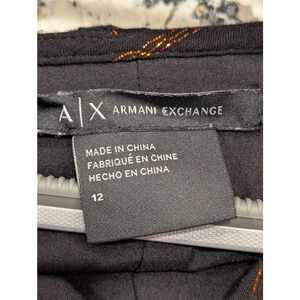 A|X ARMANI EXCHANGE
MADE IN CHINA
FABRIQUÉ EN CHINE
HECHO EN CHINA
12